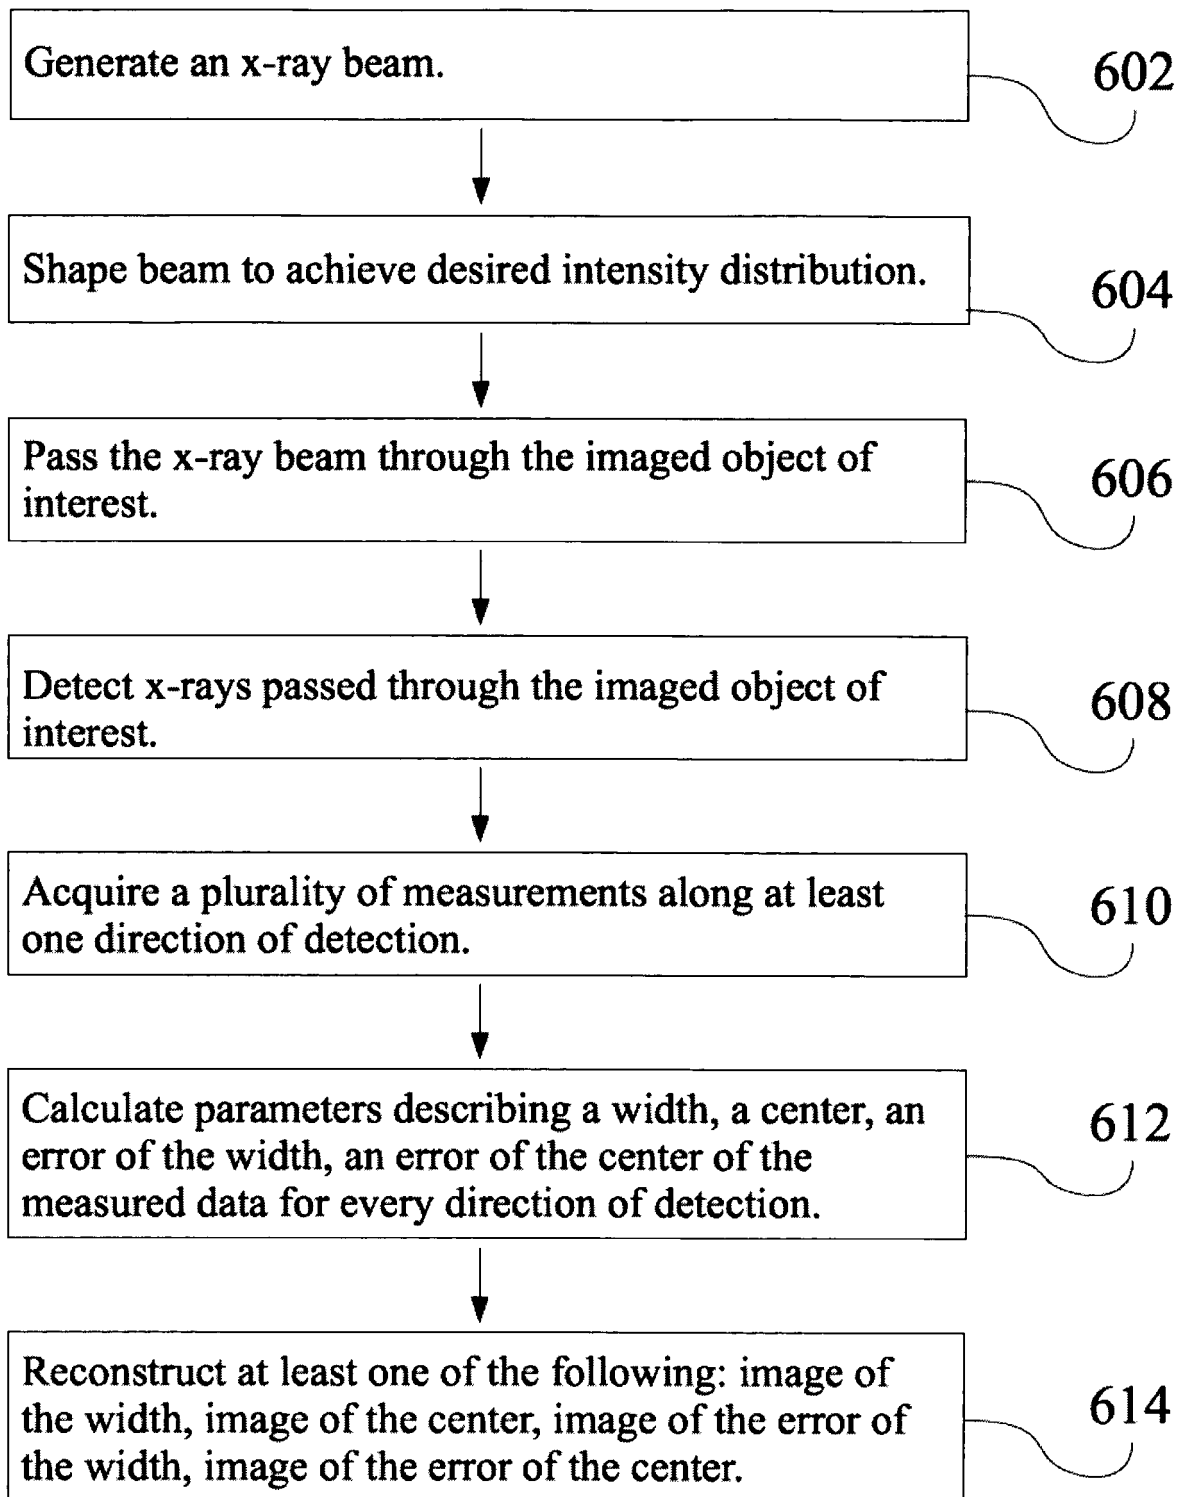 Generate an x-ray beam.
602
Shape beam to achieve desired intensity distribution.
604
Pass the x-ray beam through the imaged object of
interest.
606
Detect x-rays passed through the imaged object of
interest.
608
Acquire a plurality of measurements along at least
one direction of detection.
610
Calculate parameters describing a width, a center, an
error of the width, an error of the center of the
measured data for every direction of detection.
612
Reconstruct at least one of the following: image of
the width, image of the center, image of the error of
the width, image of the error of the center.
614